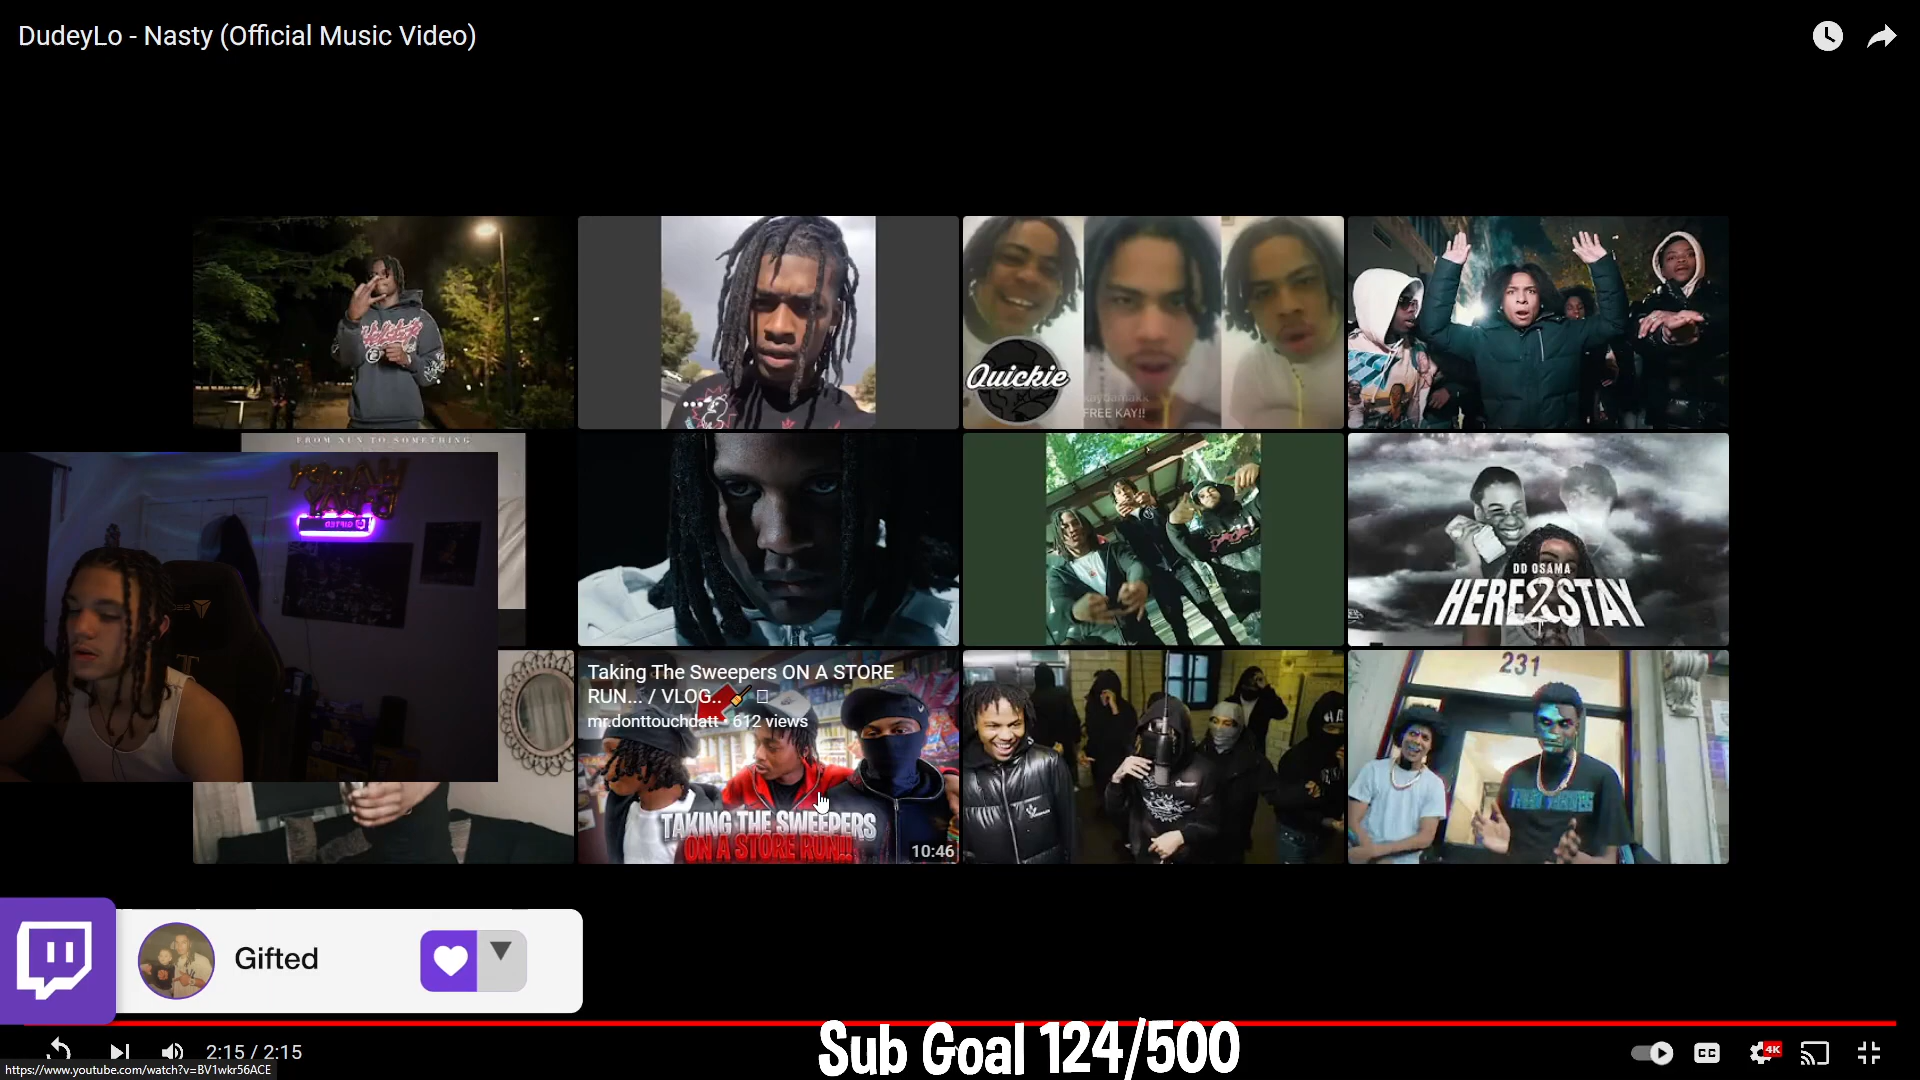 DudeyLo - Nasty (Official Music Video)
Quickie
FREE KAY!!
FROM NUN TO SOMETHING
DD OSAMA
HERE2STAY
Taking The Sweepers ON A STORE
RUN... / VLOG..
mr.donttouchdatt • 612 views
TAKING THE SWEEPERS
ON A STORE RUN!!
10:46
231
Gifted
Sub Goal 124/500
2:15 / 2:15
CC
4K
https://www.youtube.com/watch?v=BV1wkr56ACE